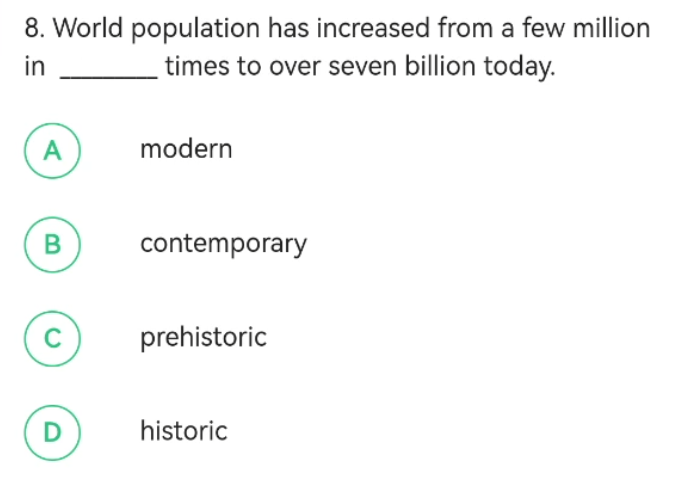 8. World population has increased from a few million
in ________ times to over seven billion today.
A modern
B contemporary
C prehistoric
D historic